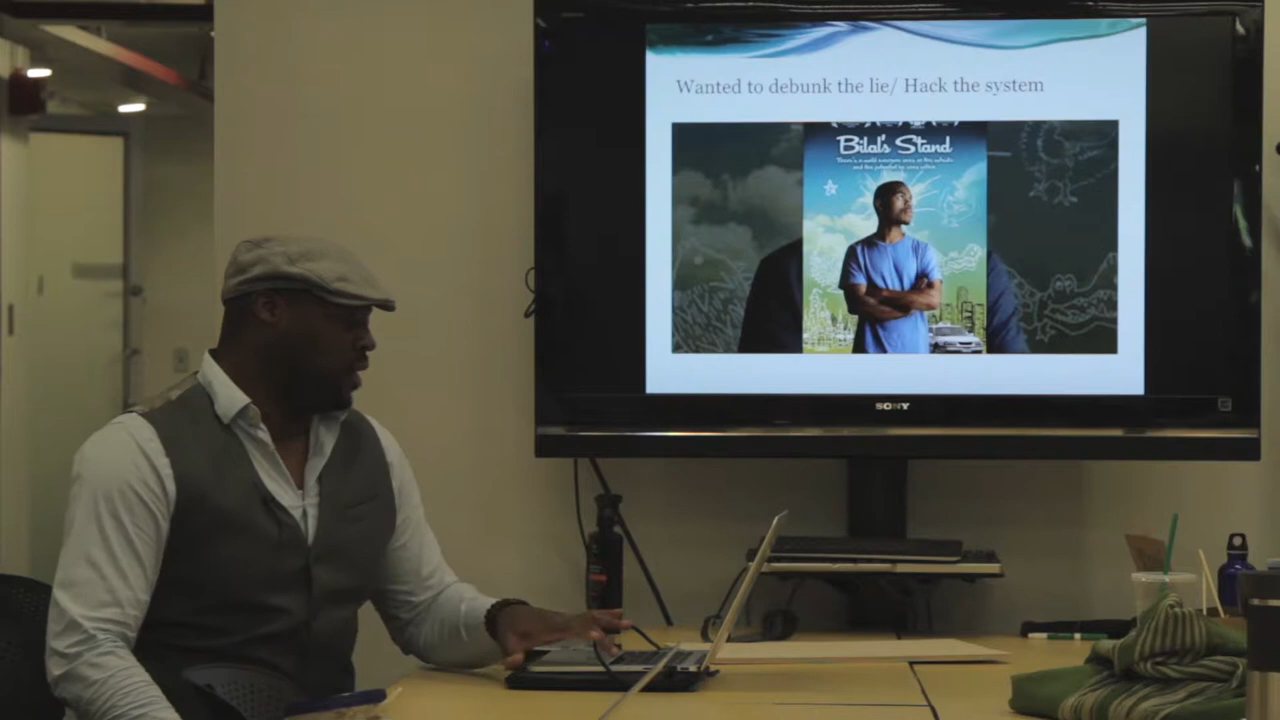 Wanted to debunk the lie/ Hack the system
Bilal's Stand
SONY